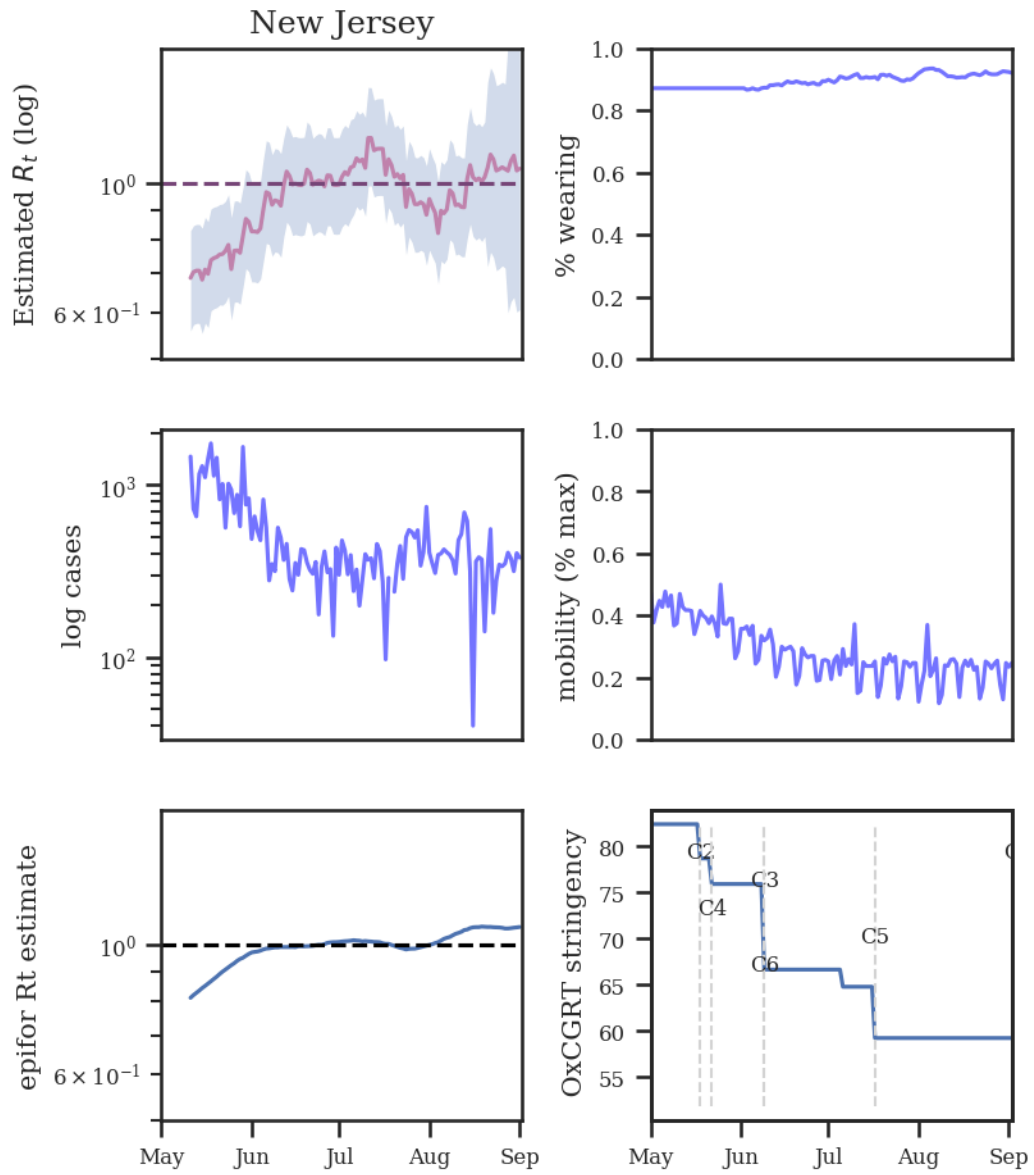 New Jersey
Estimated R_t (log)
10^0
6 × 10^-1
% wearing
1.0
0.8
0.6
0.4
0.2
0.0
log cases
10^3
10^2
mobility (% max)
1.0
0.8
0.6
0.4
0.2
0.0
epifor Rt estimate
10^0
6 × 10^-1
May Jun Jul Aug Sep
OxCGRT stringency
80
75
70
65
60
55
C2
C4
C3
C6
C5
May Jun Jul Aug Sep